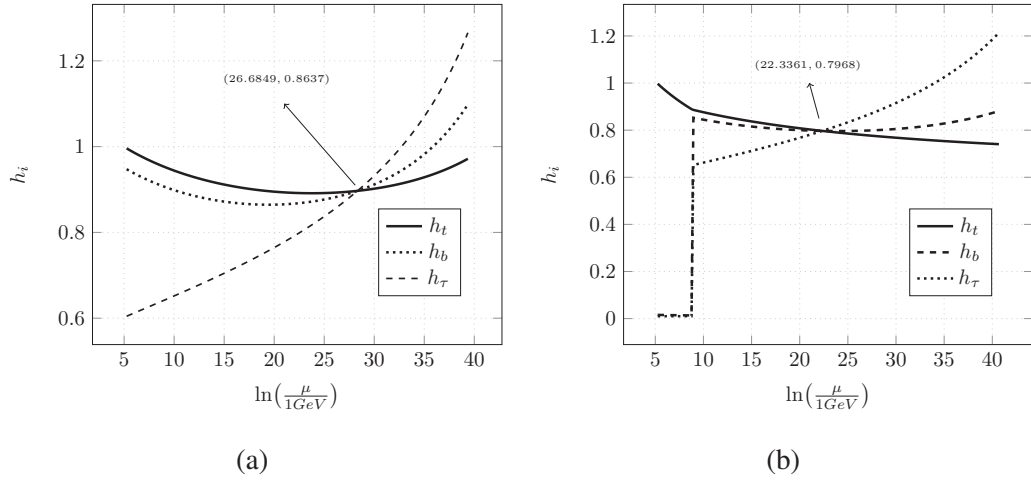 (26.6849, 0.8637)
1.2
1
0.8
0.6
h_i
h_t
h_b
h_τ
5 10 15 20 25 30 35 40
ln(μ/1GeV)
(a)
(22.3361, 0.7968)
1.2
1
0.8
0.6
0.4
0.2
0
h_i
h_t
h_b
h_τ
5 10 15 20 25 30 35 40
ln(μ/1GeV)
(b)